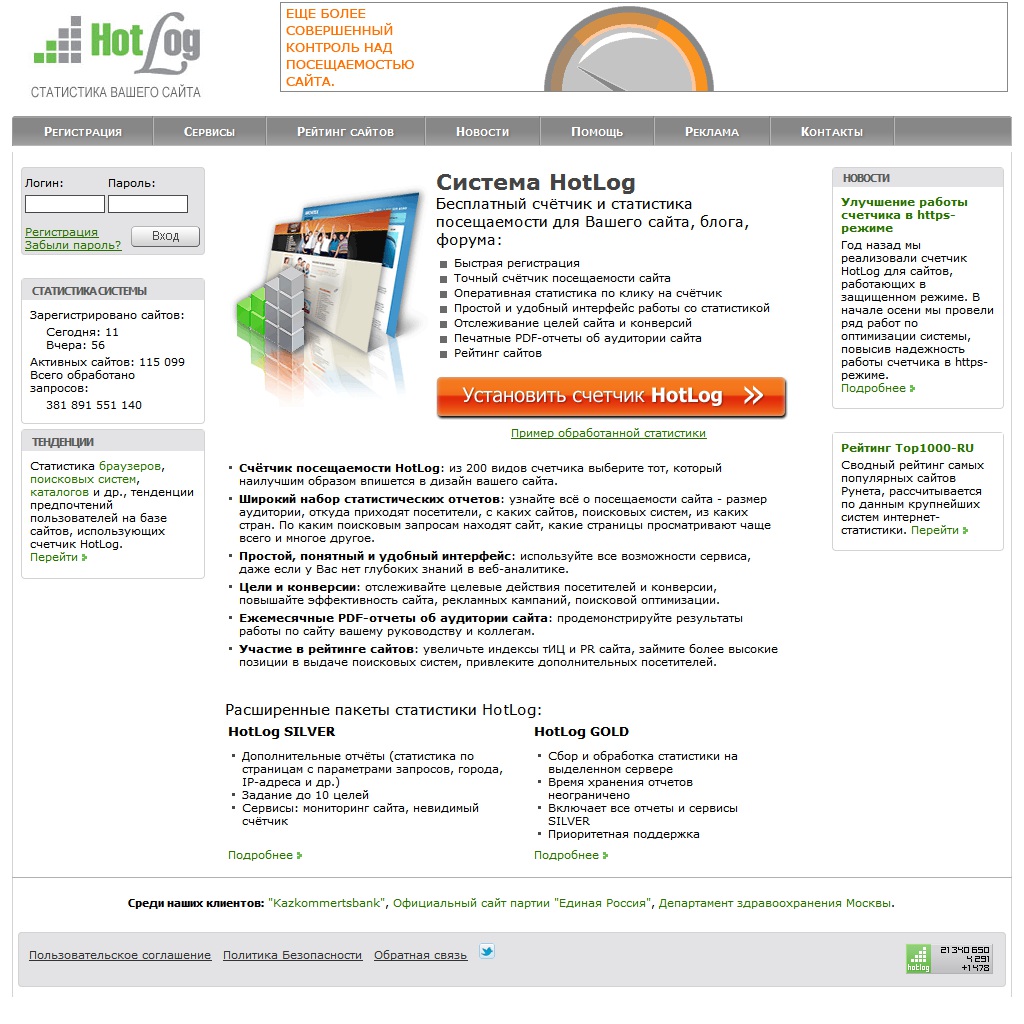 HotLog
СТАТИСТИКА ВАШЕГО САЙТА
ЕЩЕ БОЛЕЕ
СОВЕРШЕННЫЙ
КОНТРОЛЬ НАД
ПОСЕЩАЕМОСТЬЮ
САЙТА.
Регистрация Сервисы Рейтинг сайтов Новости Помощь Реклама Контакты
Логин: Пароль:
Регистрация
Забыли пароль?
Вход
СТАТИСТИКА СИСТЕМЫ
Зарегистрировано сайтов:
Сегодня: 11
Вчера: 56
Активных сайтов: 115 099
Всего обработано
запросов:
381 891 551 140
ТЕНДЕНЦИИ
Статистика браузеров,
поисковых систем,
каталогов и др., тенденции
предпочтений
пользователей на базе
сайтов, использующих
счетчик HotLog.
Перейти
Система HotLog
Бесплатный счётчик и статистика
посещаемости для Вашего сайта, блога,
форума:
Быстрая регистрация
Точный счётчик посещаемости сайта
Оперативная статистика по клику на счётчик
Простой и удобный интерфейс работы со статистикой
Отслеживание целей сайта и конверсий
Печатные PDF-отчеты об аудитории сайта
Рейтинг сайтов
Установить счетчик HotLog »
Пример обработанной статистики
Счётчик посещаемости HotLog: из 200 видов счетчика выберите тот, который
наилучшим образом впишется в дизайн вашего сайта.
Широкий набор статистических отчетов: узнайте всё о посещаемости сайта - размер
аудитории, откуда приходят посетители, с каких сайтов, поисковых систем, из каких
стран. По каким поисковым запросам находят сайт, какие страницы просматривают чаще
всего и многое другое.
Простой, понятный и удобный интерфейс: используйте все возможности сервиса,
даже если у Вас нет глубоких знаний в веб-аналитике.
Цели и конверсии: отслеживайте целевые действия посетителей и конверсии,
повышайте эффективность сайта, рекламных кампаний, поисковой оптимизации.
Ежемесячные PDF-отчеты об аудитории сайта: продемонстрируйте результаты
работы по сайту вашему руководству и коллегам.
Участие в рейтинге сайтов: увеличьте индексы тИЦ и PR сайта, займите более высокие
позиции в выдаче поисковых систем, привлеките дополнительных посетителей.
Расширенные пакеты статистики HotLog:
HotLog SILVER
Дополнительные отчёты (статистика по
страницам с параметрами запросов, города,
IP-адреса и др.)
Задание до 10 целей
Сервисы: мониторинг сайта, невидимый
счётчик
Подробнее
HotLog GOLD
Сбор и обработка статистики на
выделенном сервере
Время хранения отчетов
неограничено
Включает все отчеты и сервисы
SILVER
Приоритетная поддержка
Подробнее
НОВОСТИ
Улучшение работы
счетчика в https-
режиме
Год назад мы
реализовали счетчик
HotLog для сайтов,
работающих в
защищенном режиме. В
начале осени мы провели
ряд работ по
оптимизации системы,
повысив надежность
работы счетчика в https-
режиме.
Подробнее
Рейтинг Top1000-RU
Сводный рейтинг самых
популярных сайтов
Рунета, рассчитывается
по данным крупнейших
систем интернет-
статистики. Перейти
Среди наших клиентов: "Kazkommertsbank", Официальный сайт партии "Единая Россия", Департамент здравоохранения Москвы.
Пользовательское соглашение Политика Безопасности Обратная связь
hotlog
21340650
4291
+1478